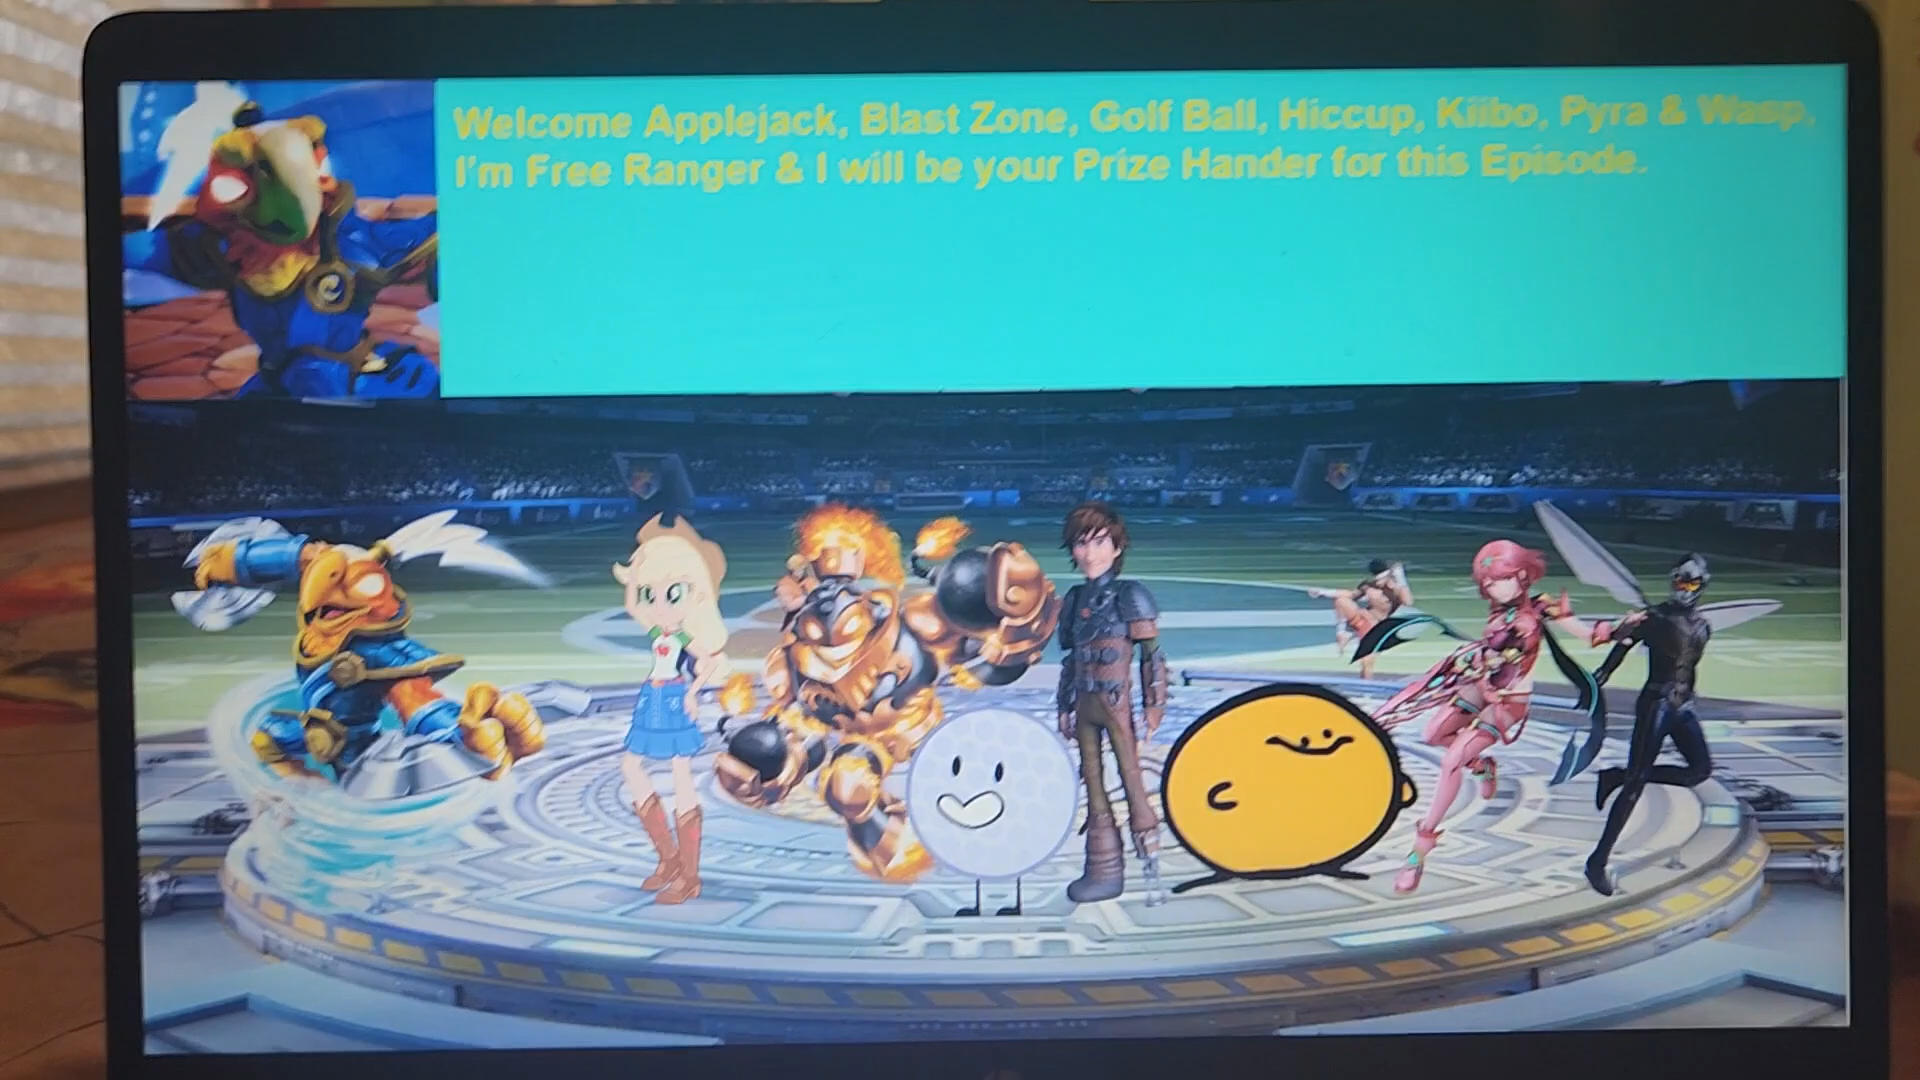 Welcome Applejack, Blast Zone, Golf Ball, Hiccup, Kiibo, Pyra & Wasp,
I'm Free Ranger & I will be your Prize Hander for this Episode.